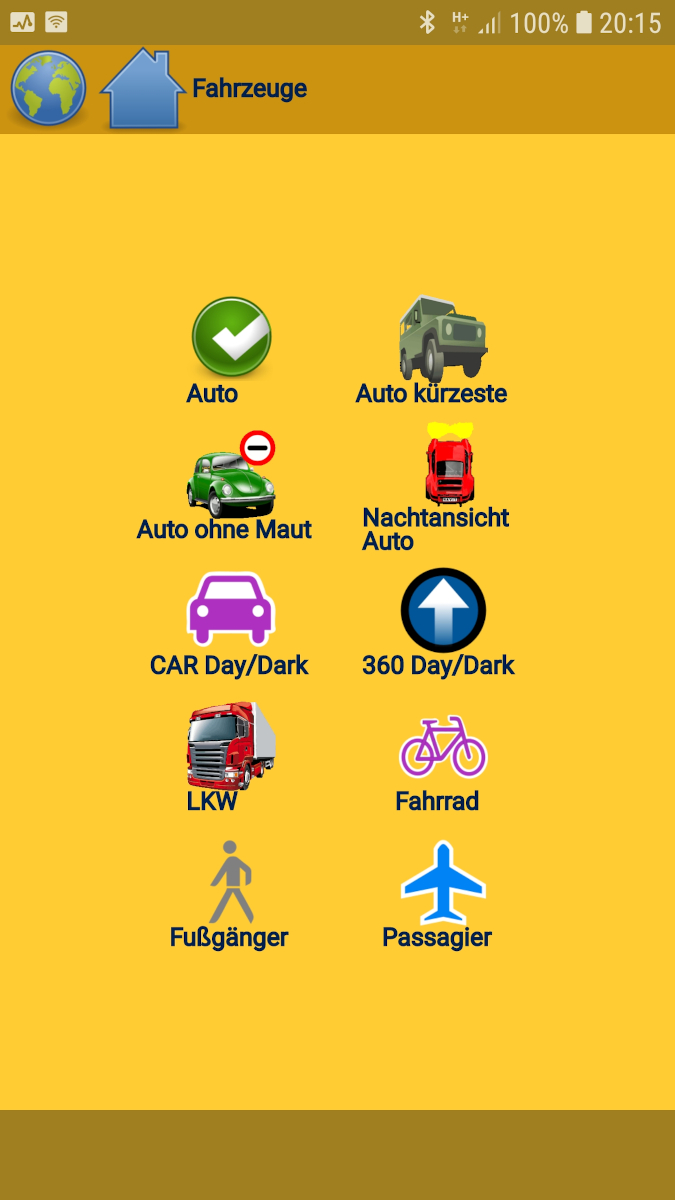 H+ 100% 20:15
Fahrzeuge
Auto
Auto kürzeste
Auto ohne Maut
Nachtansicht
Auto
CAR Day/Dark
360 Day/Dark
LKW
Fahrrad
Fußgänger
Passagier